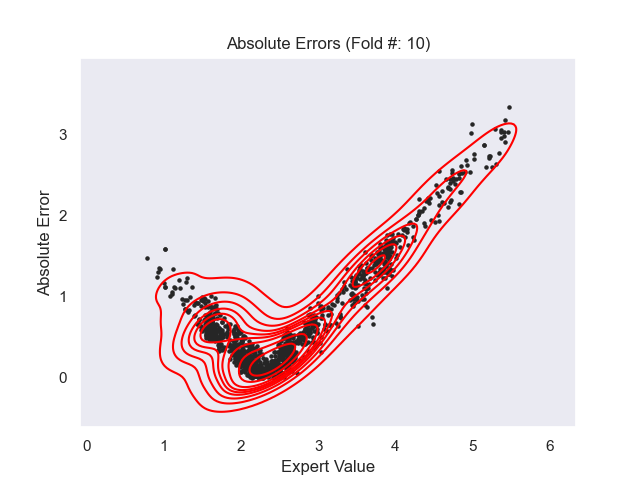 Absolute Errors (Fold #: 10)
3
2
1
0
Absolute Error
0 1 2 3 4 5 6
Expert Value